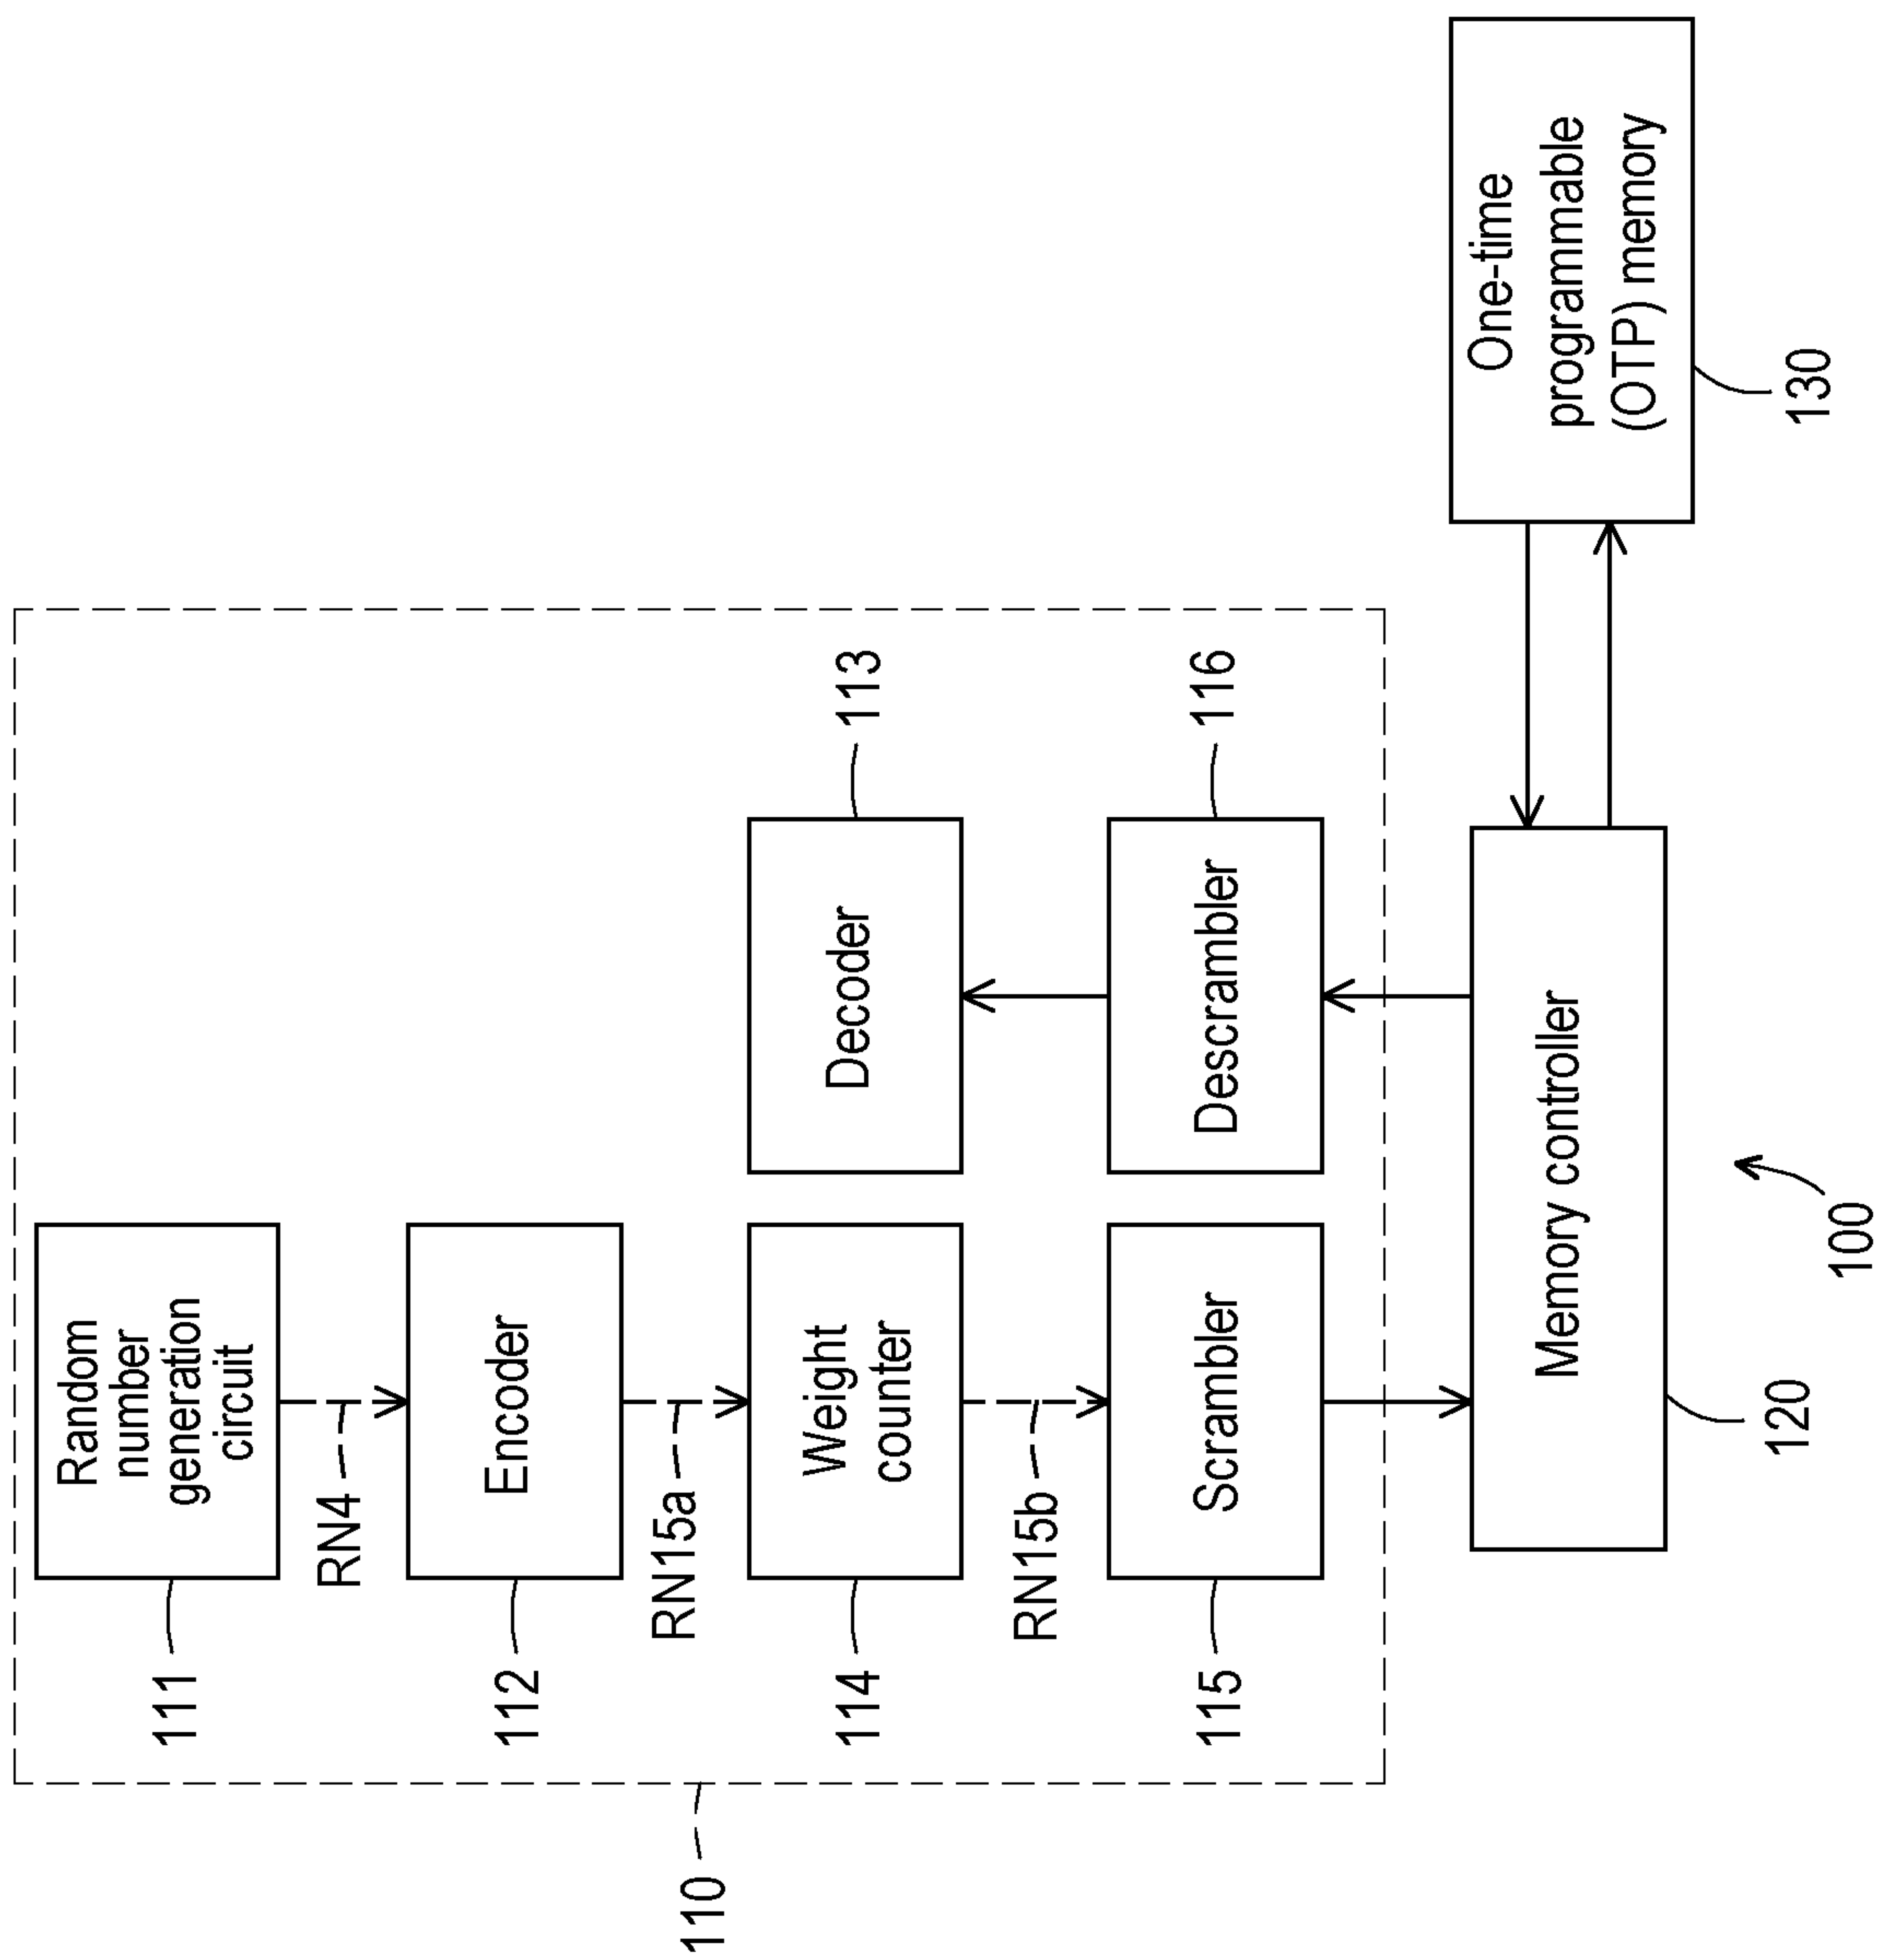 110
111
Random
number
generation
circuit
RN4
112
Encoder
RN15a
114
Weight
counter
RN15b
115
Scrambler
Decoder
113
Descrambler
116
Memory controller
120
100
One-time
programmable
(OTP) memory
130